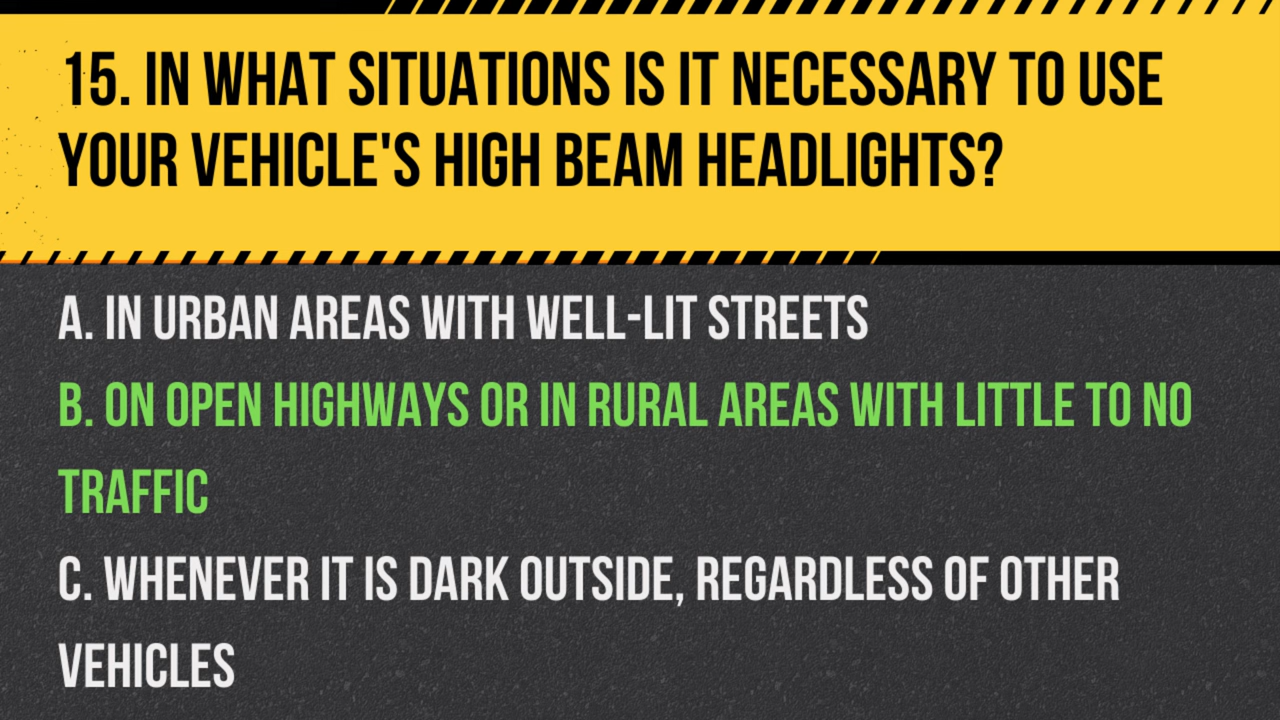 15. IN WHAT SITUATIONS IS IT NECESSARY TO USE
YOUR VEHICLE'S HIGH BEAM HEADLIGHTS?
A. IN URBAN AREAS WITH WELL-LIT STREETS
B. ON OPEN HIGHWAYS OR IN RURAL AREAS WITH LITTLE TO NO
TRAFFIC
C. WHENEVER IT IS DARK OUTSIDE, REGARDLESS OF OTHER
VEHICLES